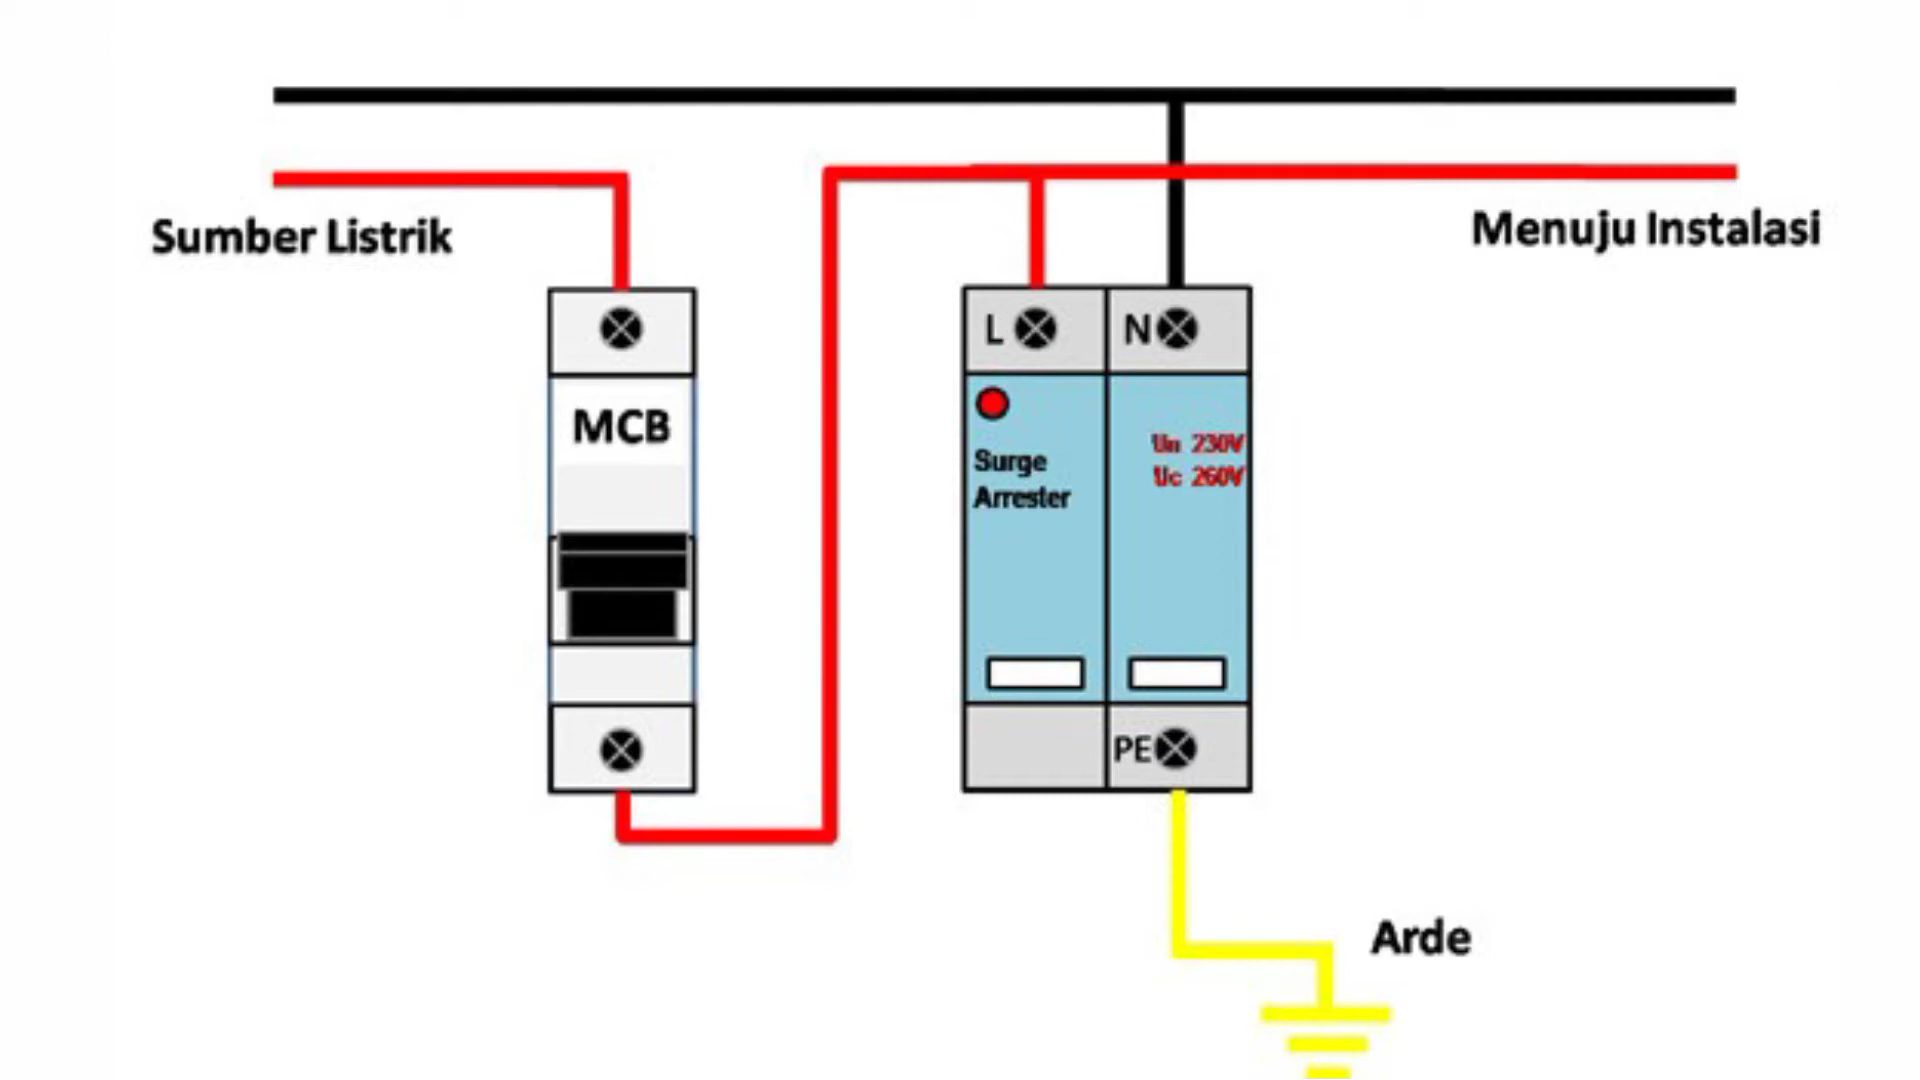 Sumber Listrik
Menuju Instalasi
L
N
MCB
Surge
Arrester
Un 230V
Uc 260V
PE
Arde